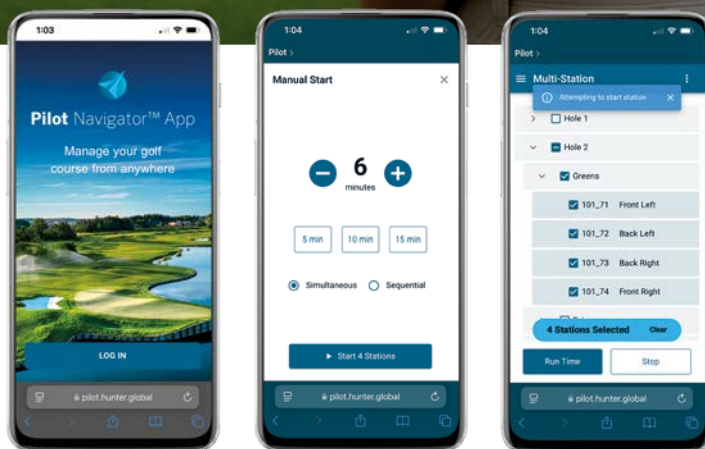 1:03
Pilot Navigator™ App
Manage your golf
course from anywhere
LOG IN
pilot.hunter.global
1:04
Pilot >
Manual Start
6
minutes
5 min
10 min
15 min
Simultaneous
Sequential
Start 4 Stations
pilot.hunter.global
1:04
Pilot >
Multi-Station
Attempting to start station
Hole 1
Hole 2
Greens
101_71 Front Left
101_72 Back Left
101_73 Back Right
101_74 Front Right
4 Stations Selected Clear
Run Time
Stop
pilot.hunter.global